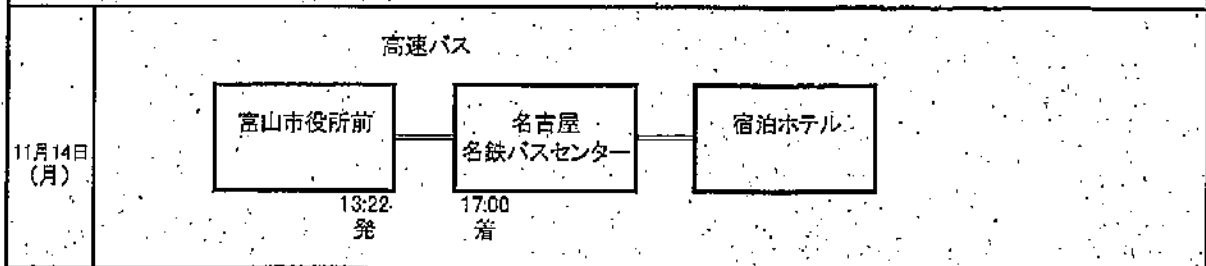 高速バス
富山市役所前
名古屋
名鉄バスセンター
宿泊ホテル
11月14日
(月)
13:22
発
17:00
着